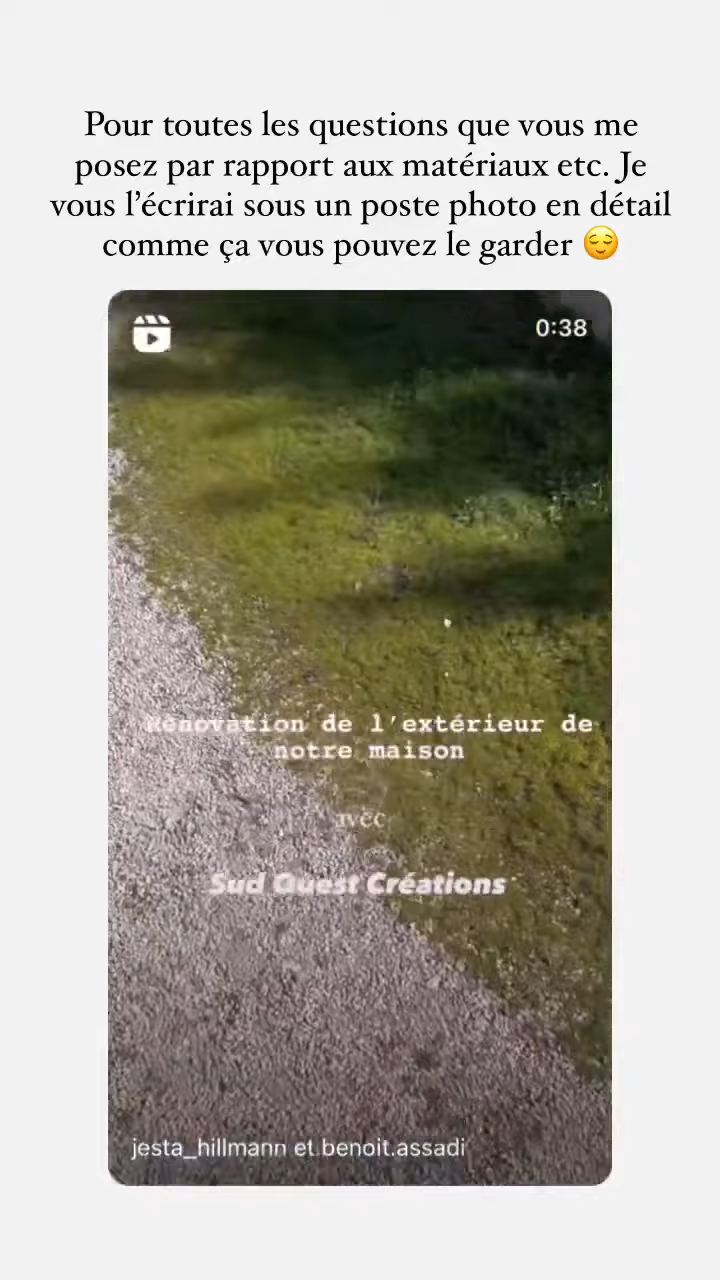 Pour toutes les questions que vous me
posez par rapport aux matériaux etc. Je
vous l’écrirai sous un poste photo en détail
comme ça vous pouvez le garder 😌
0:38
Rénovation de l’extérieur de
notre maison
avec
Sud Ouest Créations
jesta_hillmann et benoit.assadi